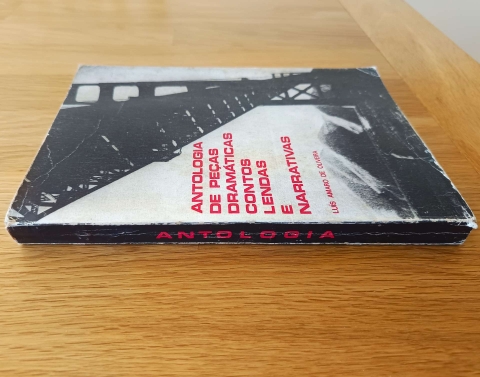 ANTOLOGIA
DE PEÇAS
DRAMÁTICAS
CONTOS
LENDAS
E
NARRATIVAS
LUÍS AMARO DE OLIVEIRA
ANTOLOGIA